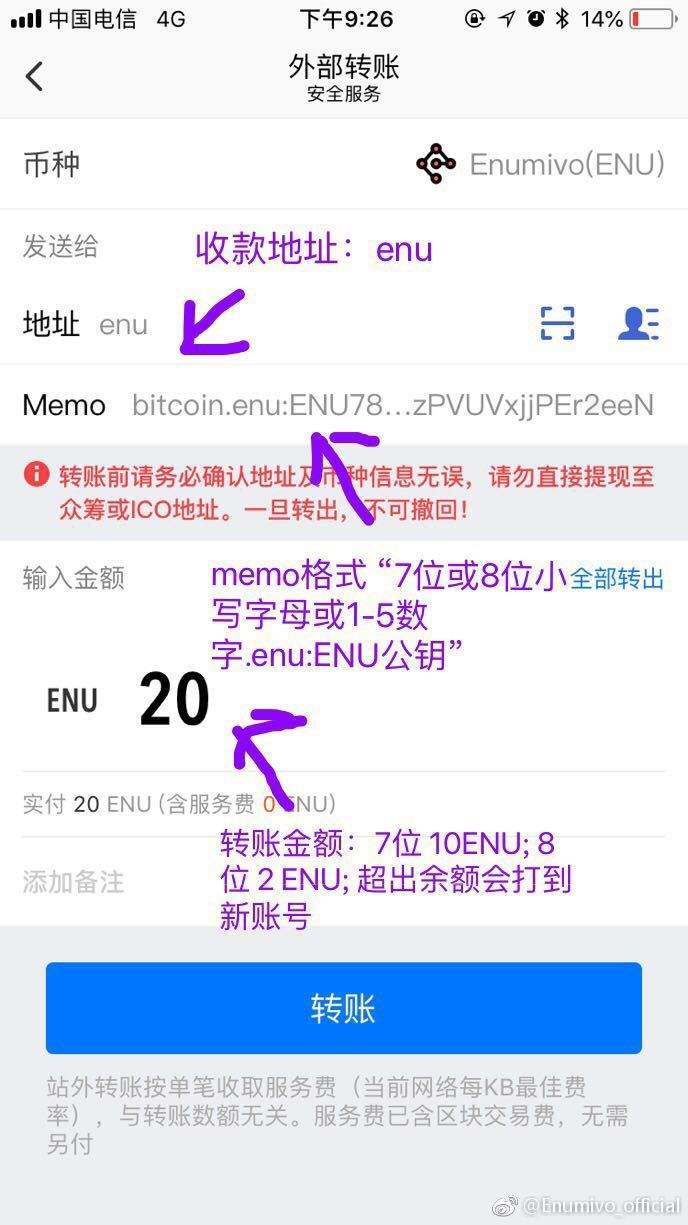 中国电信 4G 下午9:26 14%
外部转账
安全服务
币种 Enumivo(ENU)
发送给
收款地址：enu
地址 enu
Memo bitcoin.enu:ENU78...zPVUVxjjPEr2eeN
转账前请务必确认地址及币种信息无误，请勿直接提现至
众筹或ICO地址。一旦转出，不可撤回！
输入金额
全部转出
memo格式“7位或8位小
写字母或1-5数
字.enu:ENU公钥”
ENU 20
实付 20 ENU (含服务费 0 ENU)
转账金额：7位 10ENU; 8
位 2 ENU; 超出余额会打到
新账号
添加备注
转账
站外转账按单笔收取服务费（当前网络每KB最佳费
率），与转账数额无关。服务费已含区块交易费，无需
另付
@Enumivo_official